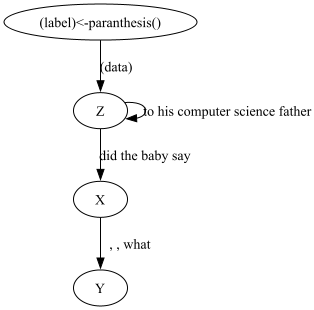 (label)<-paranthesis()
(data)
Z
to his computer science father
did the baby say
X
, , what
Y